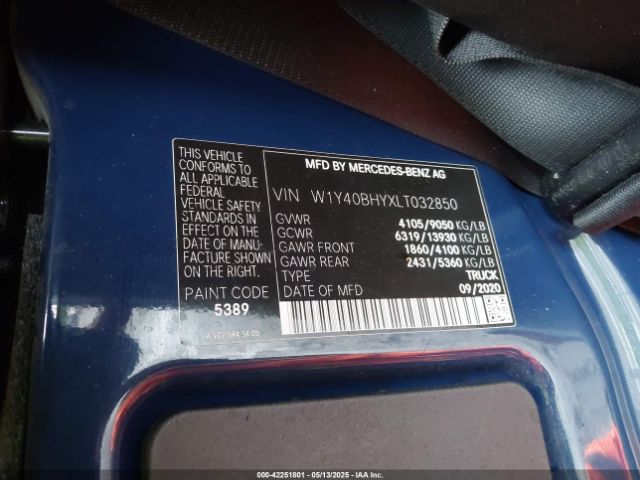 THIS VEHICLE
CONFORMS TO ALL
APPLICABLE
FEDERAL
VEHICLE SAFETY
STANDARDS IN
EFFECT ON THE
DATE OF MANU-
FACTURE SHOWN
ON THE RIGHT.
PAINT CODE
5389
MFD BY MERCEDES-BENZ AG
VIN W1Y40BHYXLT032850
GVWR 4105/9050 KG/LB
GCWR 6319/13930 KG/LB
GAWR FRONT 1860/4100 KG/LB
GAWR REAR 2431/5360 KG/LB
TYPE TRUCK
DATE OF MFD 09/2020
000-42251801 - 05/13/2025 - IAAI.COM